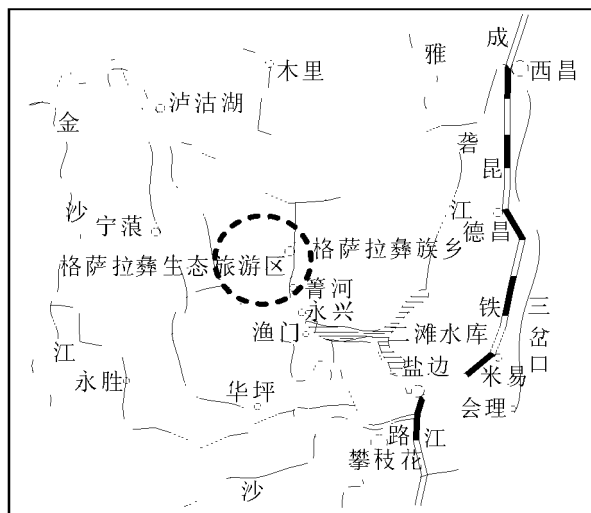 成
雅
木里
西昌
泸沽湖
金
砻
昆
沙
江
宁蒗
德昌
格萨拉彝族乡
格萨拉彝生态旅游区
箐河
铁
三岔口
永兴
江
渔门
二滩水库
永胜
盐边
米易
华坪
会理
路
江
攀枝花
沙